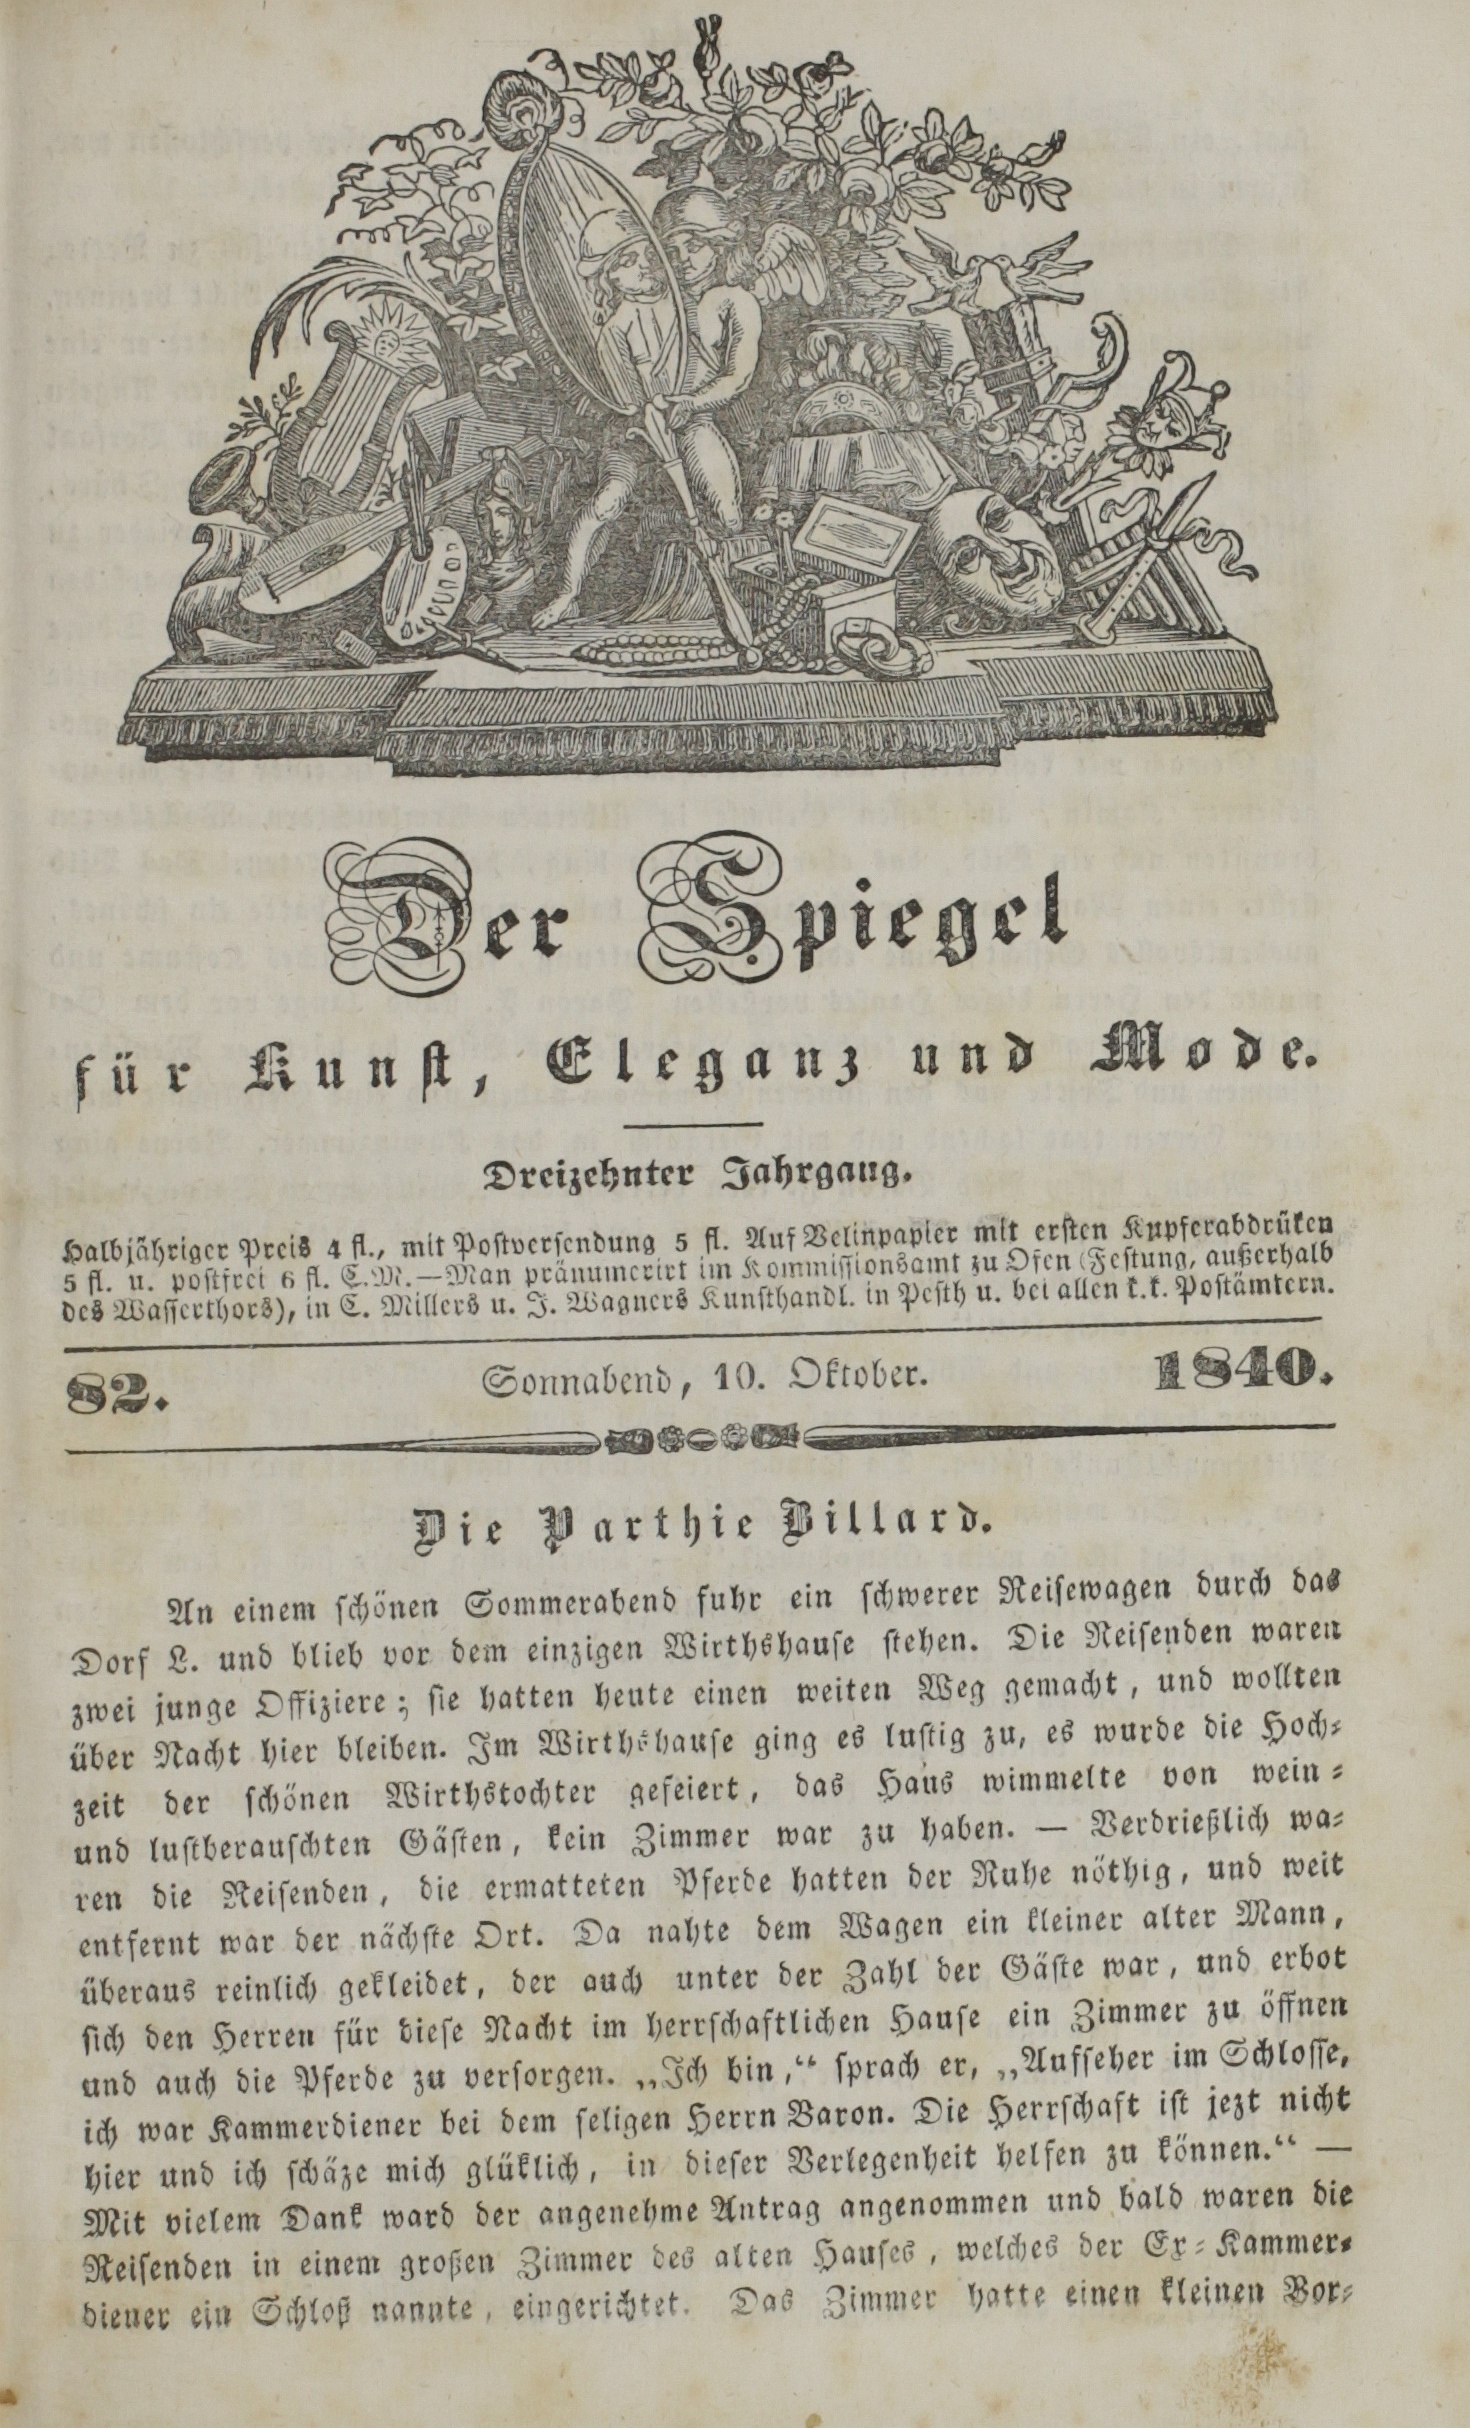 Der Spiegel
für Kunst, Eleganz und Mode.
Dreizehnter Jahrgang.
Halbjähriger Preis 4 fl., mit Postversendung 5 fl. Auf Velinpapier mit ersten Kupferabdrüken
5 fl. u. postfrei 6 fl. C.M.—Man pränumerirt im Kommissionsamt zu Ofen (Festung, außerhalb
des Wasserthors), in C. Millers u. J. Wagners Kunsthandl. in Pesth u. bei allen k.k. Postämtern.
82. Sonnabend, 10. Oktober. 1840.
Die Parthie Billard.
An einem schönen Sommerabend fuhr ein schwerer Reisewagen durch das
Dorf L. und blieb vor dem einzigen Wirthshause stehen. Die Reisenden waren
zwei junge Offiziere; sie hatten heute einen weiten Weg gemacht, und wollten
über Nacht hier bleiben. Im Wirthshause ging es lustig zu, es wurde die Hoch-
zeit der schönen Wirthstochter gefeiert, das Haus wimmelte von wein-
und lustberauschten Gästen, kein Zimmer war zu haben. — Verdrießlich wa-
ren die Reisenden, die ermatteten Pferde hatten der Ruhe nöthig, und weit
entfernt war der nächste Ort. Da nahte dem Wagen ein kleiner alter Mann,
überaus reinlich gekleidet, der auch unter der Zahl der Gäste war, und erbot
sich den Herren für diese Nacht im herrschaftlichen Hause ein Zimmer zu öffnen
und auch die Pferde zu versorgen. „Ich bin,“ sprach er, „Aufseher im Schlosse,
ich war Kammerdiener bei dem seligen Herrn Baron. Die Herrschaft ist jezt nicht
hier und ich schäze mich glüklich, in dieser Verlegenheit helfen zu können.“ —
Mit vielem Dank ward der angenehme Antrag angenommen und bald waren die
Reisenden in einem großen Zimmer des alten Hauses, welches der Ex-Kammer-
diener ein Schloß nannte, eingerichtet. Das Zimmer hatte einen kleinen Vor-